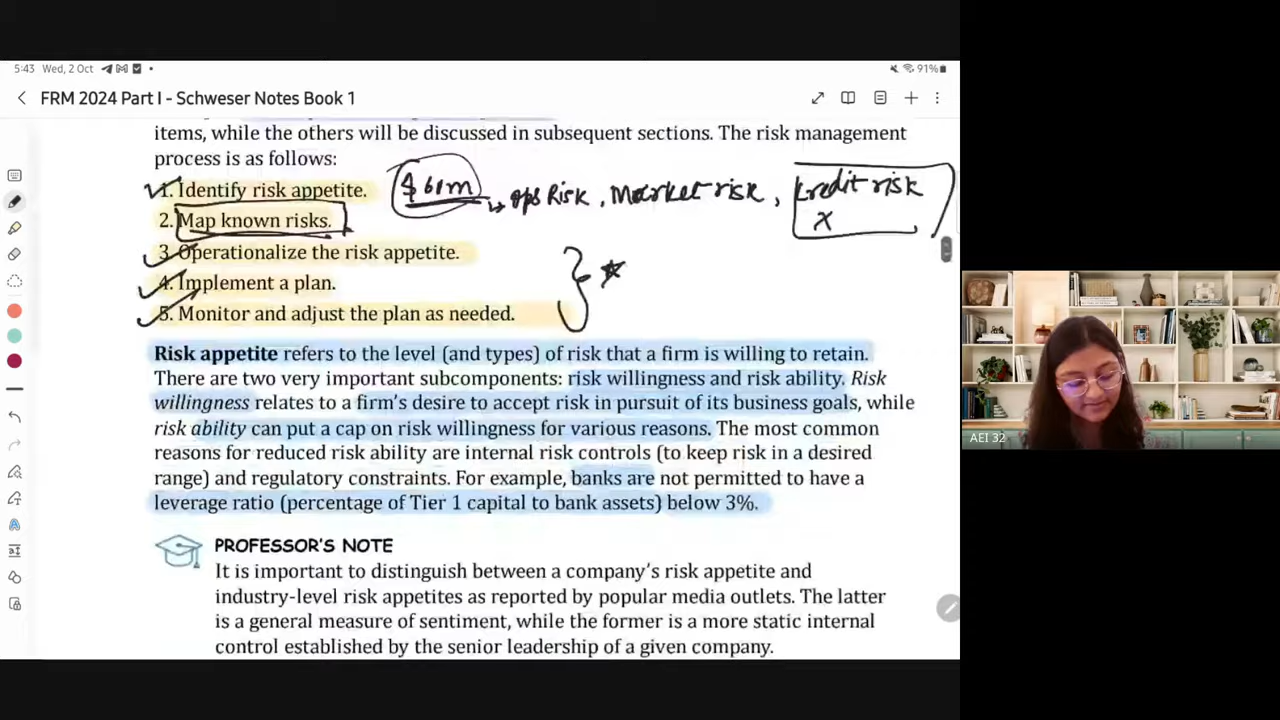 5:43 Wed, 2 Oct
91%
FRM 2024 Part I - Schweser Notes Book 1
items, while the others will be discussed in subsequent sections. The risk management
process is as follows:
1. Identify risk appetite.
$60m → ops Risk, Market risk, Credit risk
X
2. Map known risks.
3. Operationalize the risk appetite.
4. Implement a plan.
5. Monitor and adjust the plan as needed.
Risk appetite refers to the level (and types) of risk that a firm is willing to retain.
There are two very important subcomponents: risk willingness and risk ability. Risk
willingness relates to a firm's desire to accept risk in pursuit of its business goals, while
risk ability can put a cap on risk willingness for various reasons. The most common
reasons for reduced risk ability are internal risk controls (to keep risk in a desired
range) and regulatory constraints. For example, banks are not permitted to have a
leverage ratio (percentage of Tier 1 capital to bank assets) below 3%.
PROFESSOR'S NOTE
It is important to distinguish between a company's risk appetite and
industry-level risk appetites as reported by popular media outlets. The latter
is a general measure of sentiment, while the former is a more static internal
control established by the senior leadership of a given company.
AEI 32